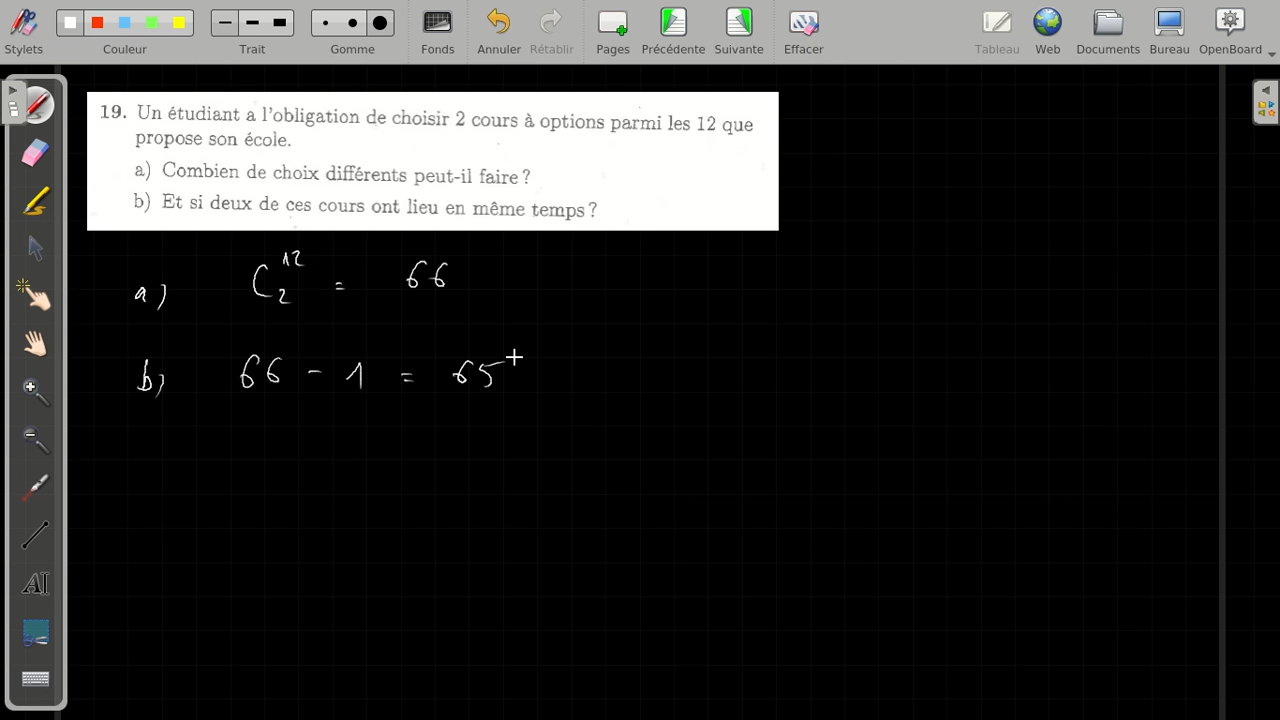 Stylets Couleur Trait Gomme Fonds Annuler Rétablir Pages Précédente Suivante Effacer Tableau Web Documents Bureau OpenBoard
19. Un étudiant a l'obligation de choisir 2 cours à options parmi les 12 que
propose son école.
a) Combien de choix différents peut-il faire ?
b) Et si deux de ces cours ont lieu en même temps ?
a) C₂¹² = 66
b) 66 - 1 = 65
AI